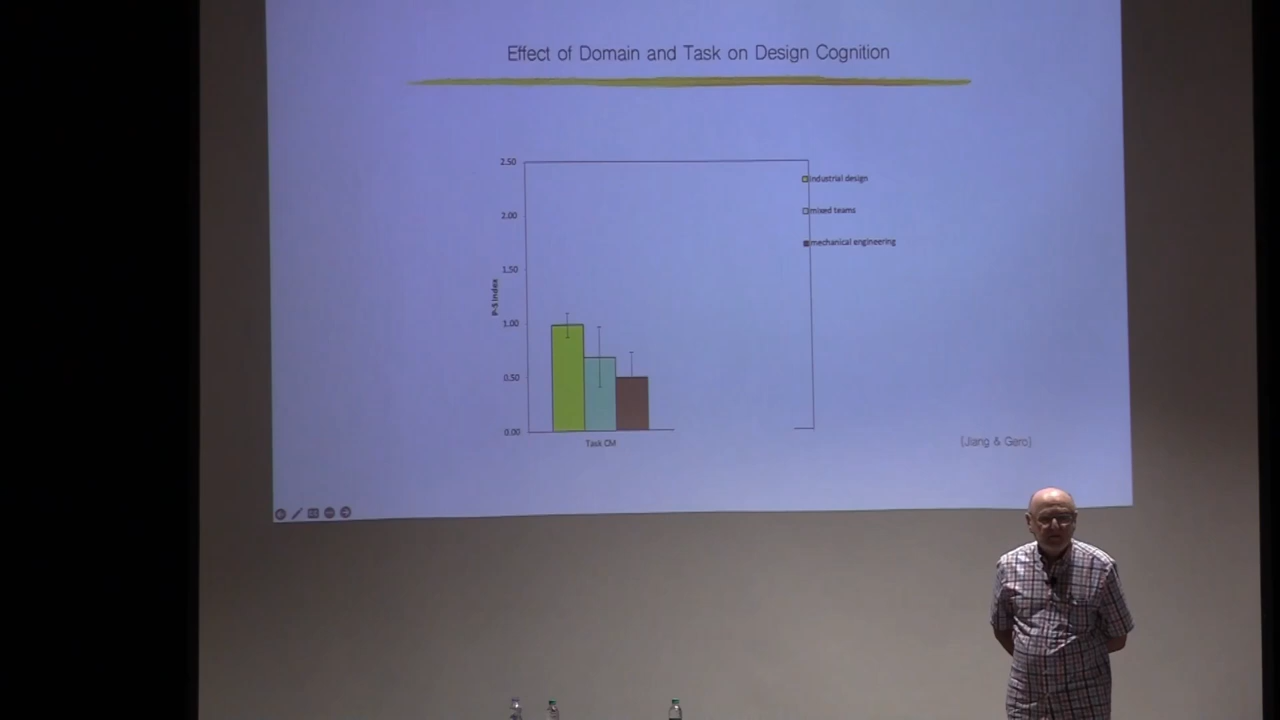 Effect of Domain and Task on Design Cognition
2.50
2.00
1.50
1.00
0.50
0.00
P-S Index
industrial design
mixed teams
mechanical engineering
Task CM
(Jiang & Gero)